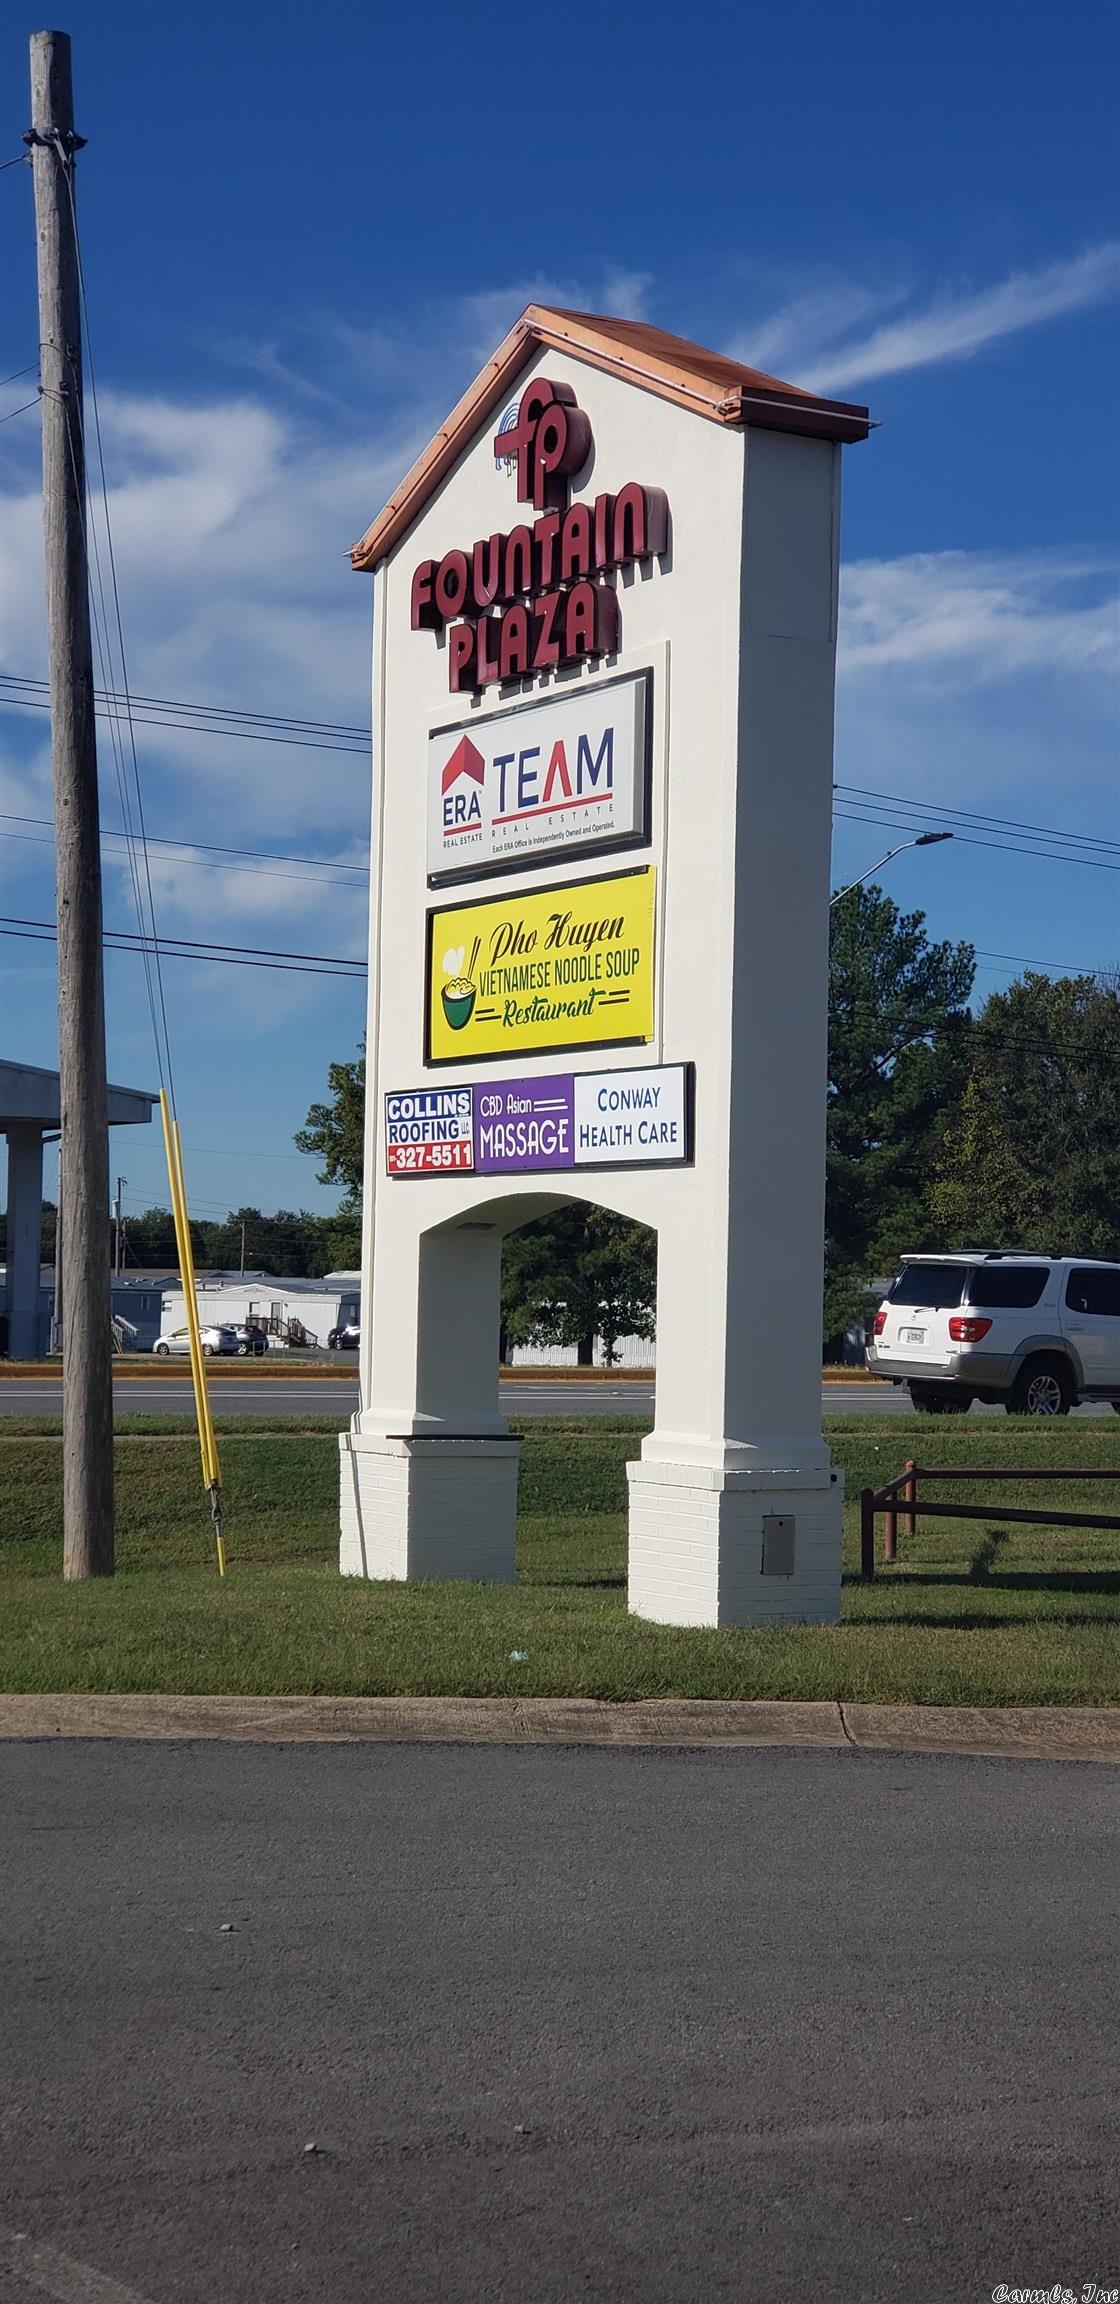 fp
FOUNTAIN
PLAZA
ERA
REAL ESTATE
TEAM
REAL ESTATE
Each ERA Office is Independently Owned and Operated.
Pho Huyen
VIETNAMESE NOODLE SOUP
Restaurant
COLLINS
ROOFING LLC.
327-5511
CBD Asian
MASSAGE
CONWAY
HEALTH CARE
Carmls, Inc